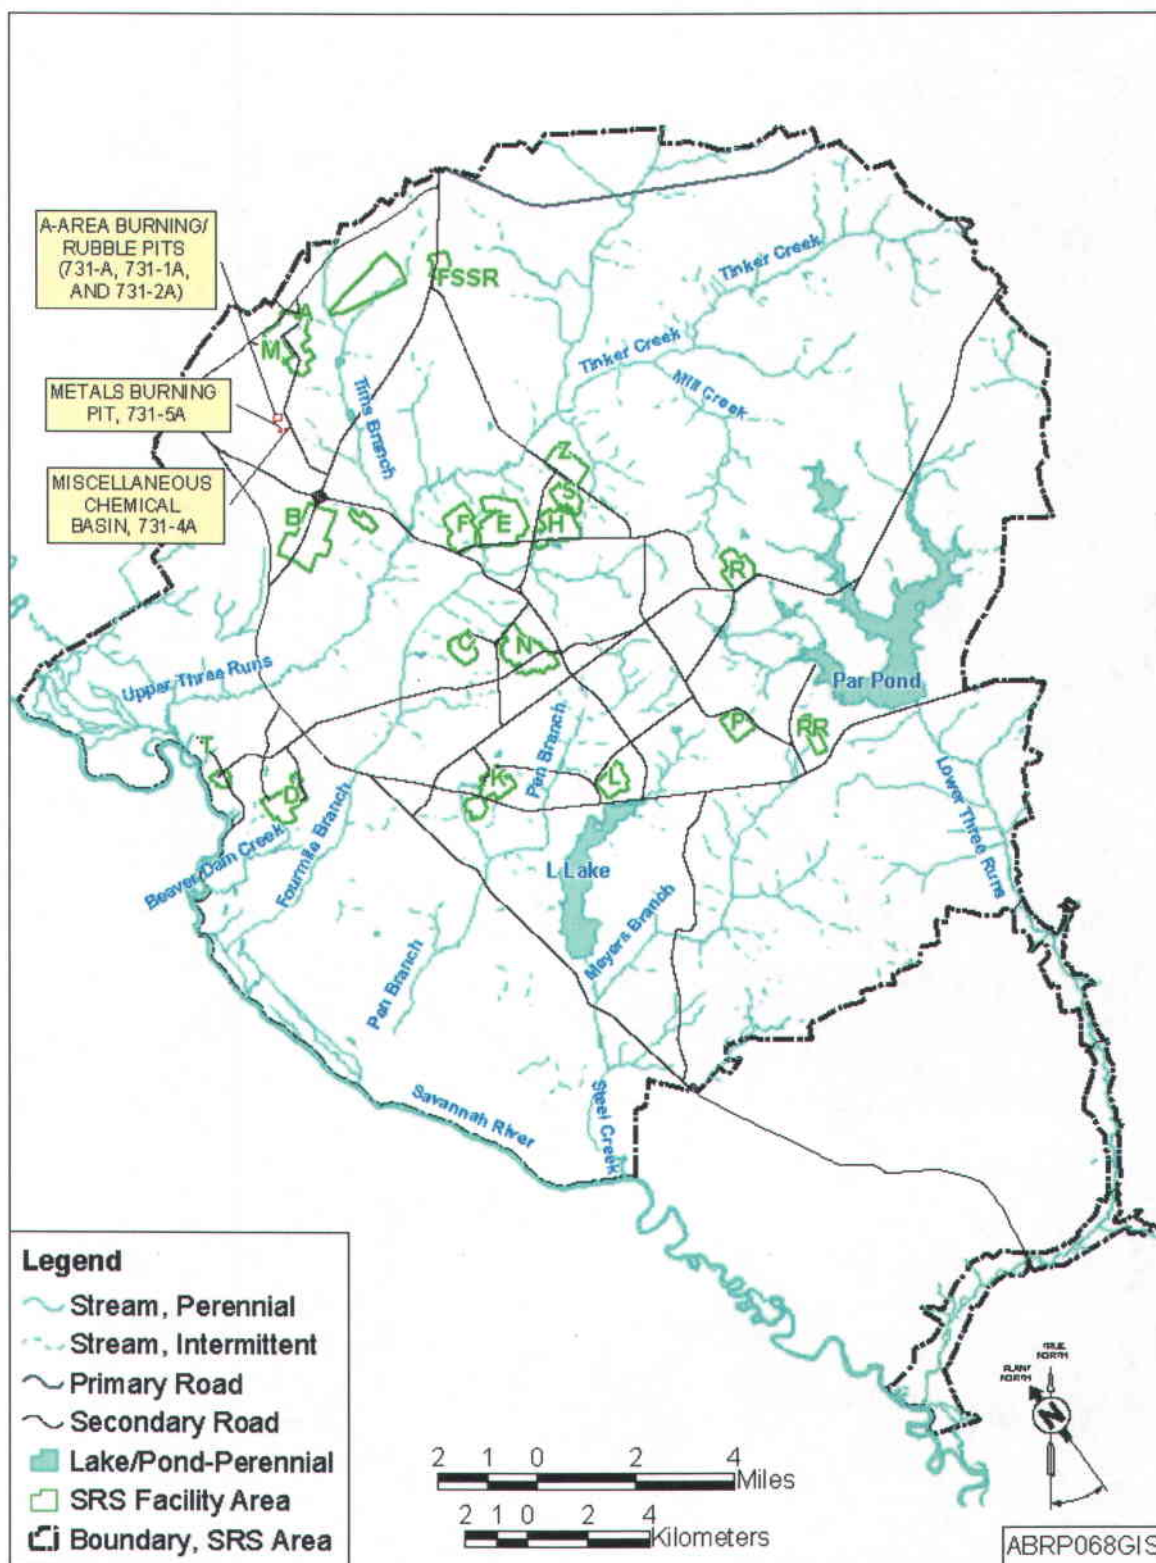 A-AREA BURNING/
RUBBLE PITS
(731-A, 731-1A,
AND 731-2A)
METALS BURNING
PIT, 731-5A
MISCELLANEOUS
CHEMICAL
BASIN, 731-4A
FSSR
A
M
Tims Branch
Tinker Creek
Tinker Creek
Mill Creek
Z
S
B
F
E
H
R
C
N
Upper Three Runs
Par Pond
P
RR
T
D
K
L
Pen Branch
Lower Three Runs
Beaver Dam Creek
Fourmile Branch
L Lake
Meyers Branch
Pen Branch
Savannah River
Steel Creek
Legend
Stream, Perennial
Stream, Intermittent
Primary Road
Secondary Road
Lake/Pond-Perennial
SRS Facility Area
Boundary, SRS Area
2 1 0 2 4
Miles
2 1 0 2 4
Kilometers
TRUE
NORTH
PLANT
NORTH
N
ABRP068GIS